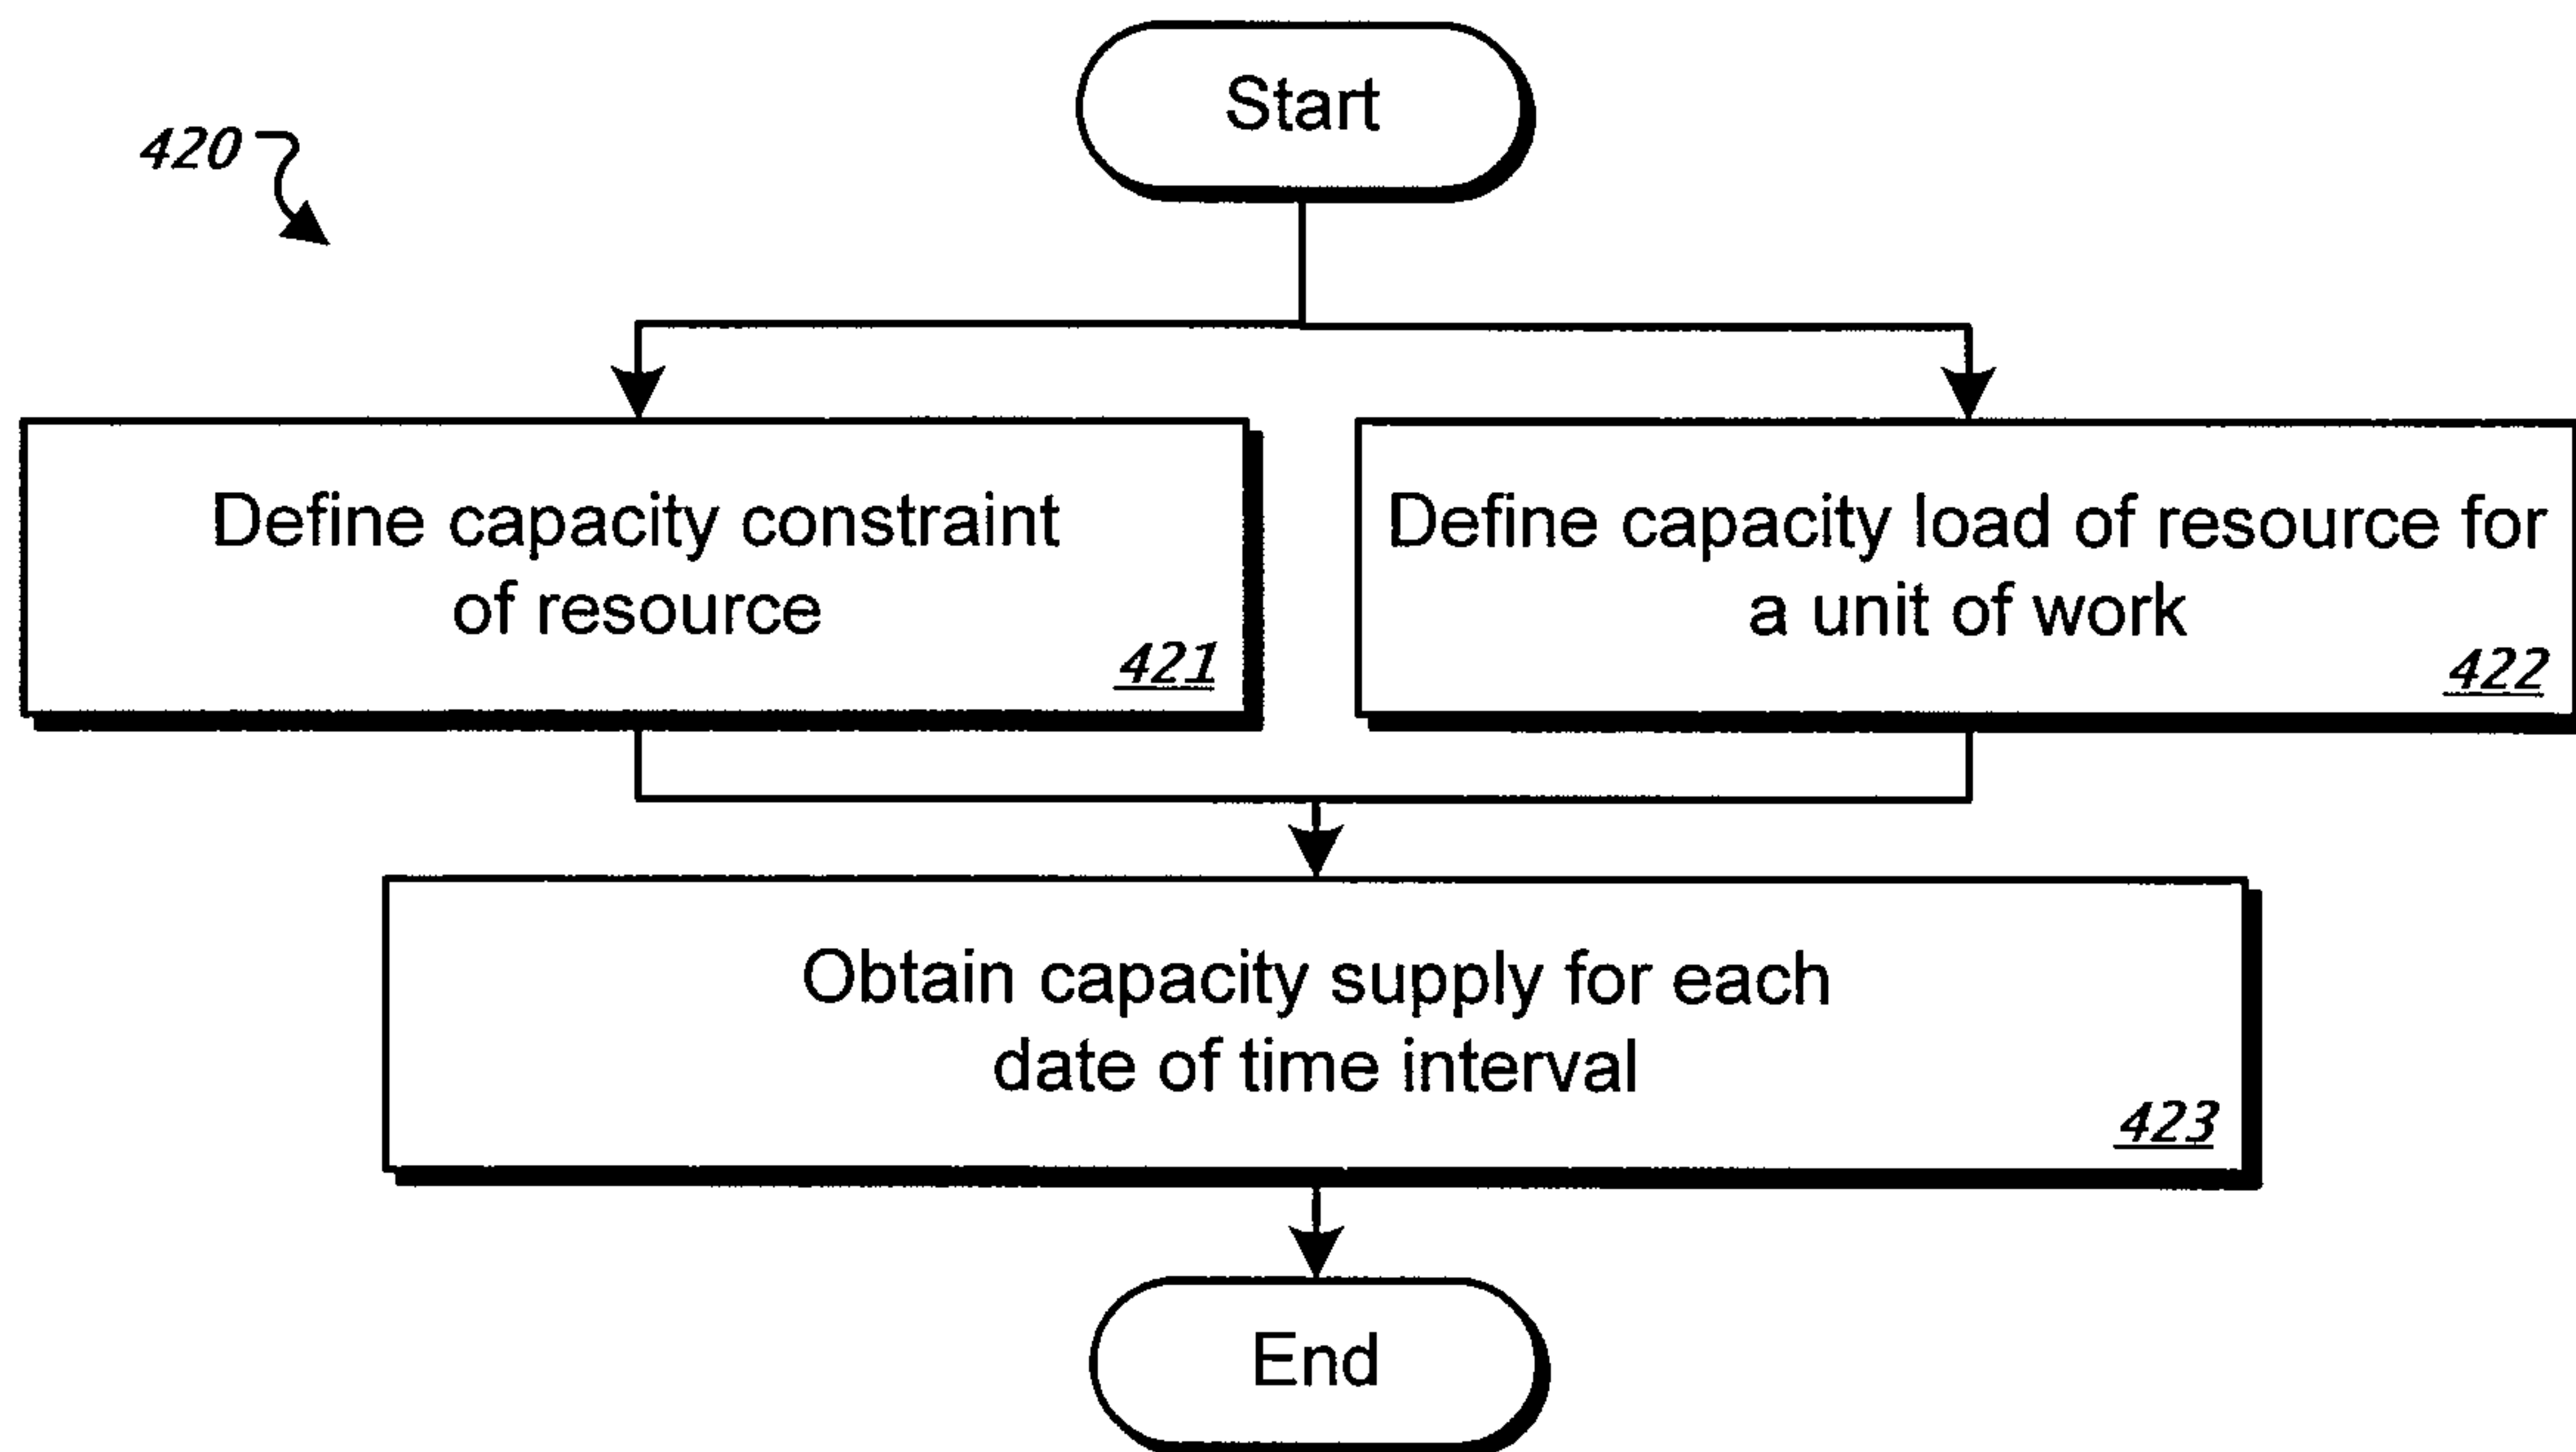 Start
420
Define capacity constraint
of resource
421
Define capacity load of resource for
a unit of work
422
Obtain capacity supply for each
date of time interval
423
End